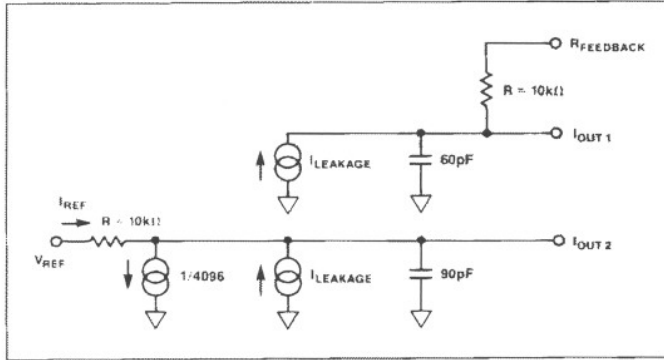 RFEEDBACK
R = 10kΩ
IOUT 1
ILEAKAGE
60pF
IREF
R = 10kΩ
IOUT 2
VREF
1/4096
ILEAKAGE
90pF